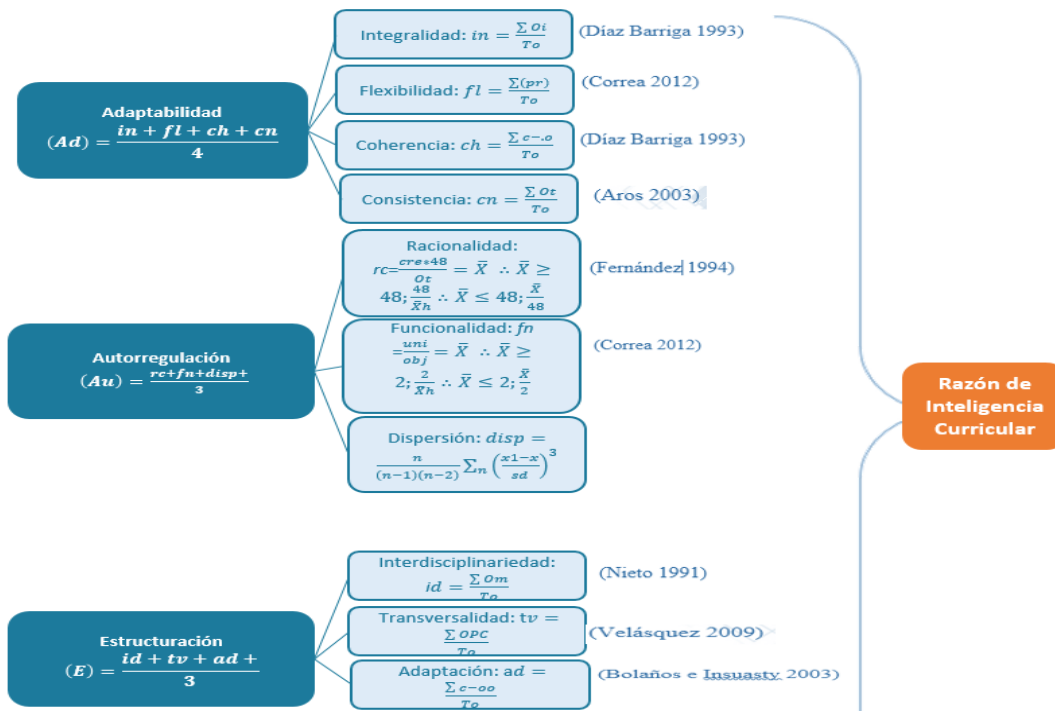 Adaptabilidad
(Ad) = (in + fl + ch + cn)/4
Integralidad: in = (∑ Oi)/To
(Díaz Barriga 1993)
Flexibilidad: fl = (∑(pr))/To
(Correa 2012)
Coherencia: ch = (∑ c-.o)/To
(Díaz Barriga 1993)
Consistencia: cn = (∑ Ot)/To
(Aros 2003)
Autorregulación
(Au) = (rc+fn+disp+)/3
Racionalidad:
rc=(cre*48)/Ot = X̄ ∴ X̄ ≥
48; 48/X̄h ∴ X̄ ≤ 48; X̄/48
(Fernández 1994)
Funcionalidad: fn
=uni/obj = X̄ ∴ X̄ ≥
2; 2/X̄h ∴ X̄ ≤ 2; X̄/2
(Correa 2012)
Dispersión: disp =
n/((n-1)(n-2)) ∑n ((x1-x)/sd)^3
Estructuración
(E) = (id + tv + ad +)/3
Interdisciplinariedad:
id = (∑ Om)/To
(Nieto 1991)
Transversalidad: tv =
(∑ OPC)/To
(Velásquez 2009)
Adaptación: ad =
(∑ c-oo)/To
(Bolaños e Insuasty 2003)
Razón de
Inteligencia
Curricular